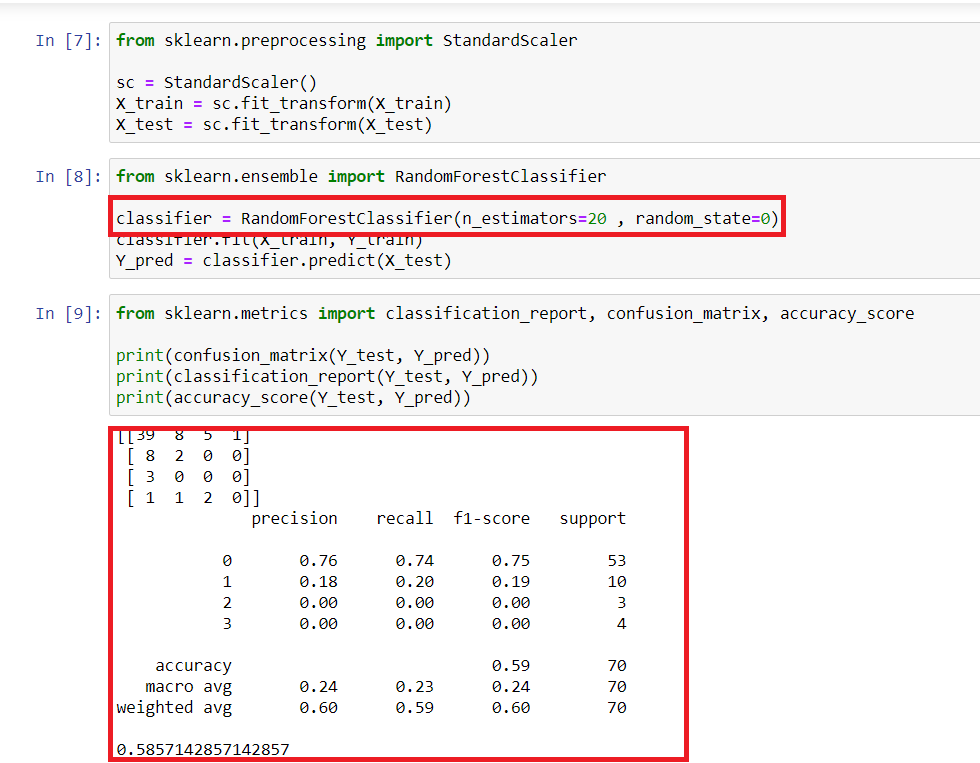 In [7]: from sklearn.preprocessing import StandardScaler
sc = StandardScaler()
X_train = sc.fit_transform(X_train)
X_test = sc.fit_transform(X_test)
In [8]: from sklearn.ensemble import RandomForestClassifier
classifier = RandomForestClassifier(n_estimators=20 , random_state=0)
classifier.fit(X_train, Y_train)
Y_pred = classifier.predict(X_test)
In [9]: from sklearn.metrics import classification_report, confusion_matrix, accuracy_score
print(confusion_matrix(Y_test, Y_pred))
print(classification_report(Y_test, Y_pred))
print(accuracy_score(Y_test, Y_pred))
[[39 8 5 1]
[ 8 2 0 0]
[ 3 0 0 0]
[ 1 1 2 0]]
precision recall f1-score support
0 0.76 0.74 0.75 53
1 0.18 0.20 0.19 10
2 0.00 0.00 0.00 3
3 0.00 0.00 0.00 4
accuracy 0.59 70
macro avg 0.24 0.23 0.24 70
weighted avg 0.60 0.59 0.60 70
0.5857142857142857